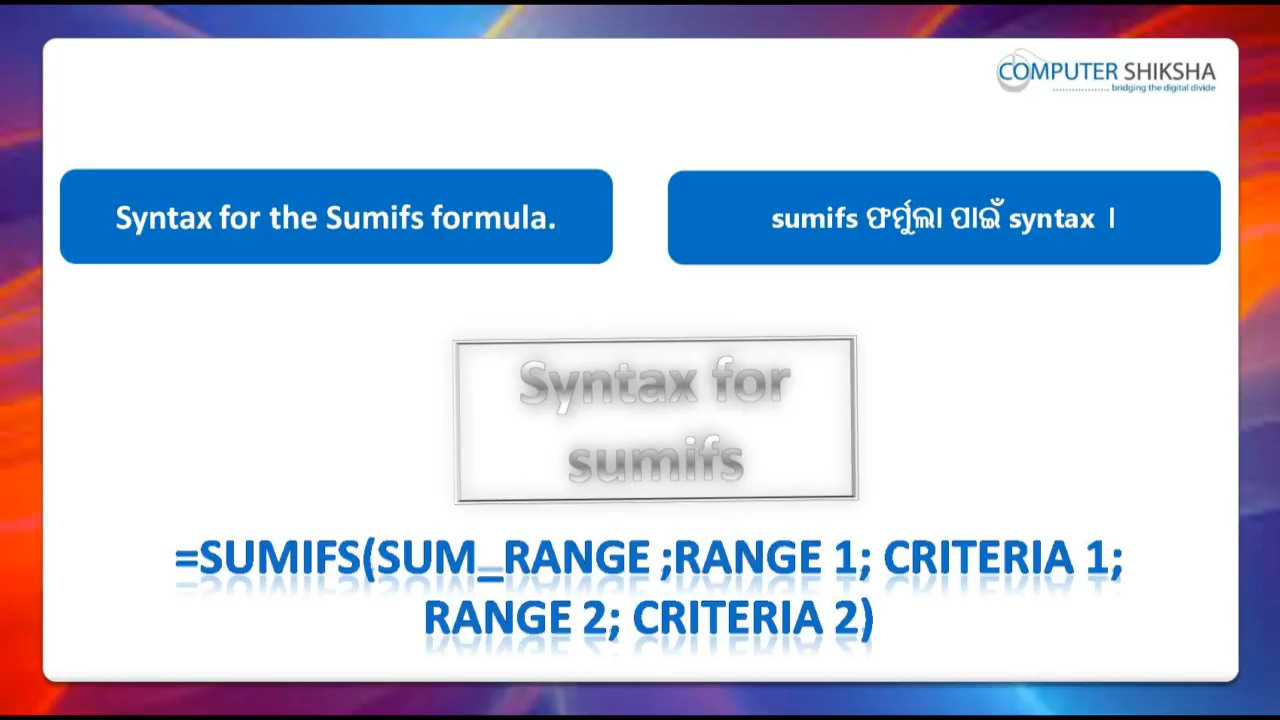 COMPUTER SHIKSHA
bridging the digital divide
Syntax for the Sumifs formula.
sumifs ଫର୍ମୁଲା ପାଇଁ syntax ।
Syntax for
sumifs
=SUMIFS(SUM_RANGE ;RANGE 1; CRITERIA 1;
RANGE 2; CRITERIA 2)